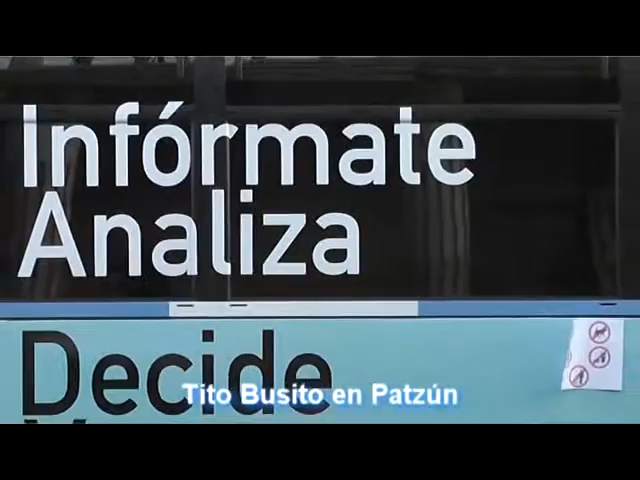 Infórmate
Analiza
Decide
Tito Busito en Patzún